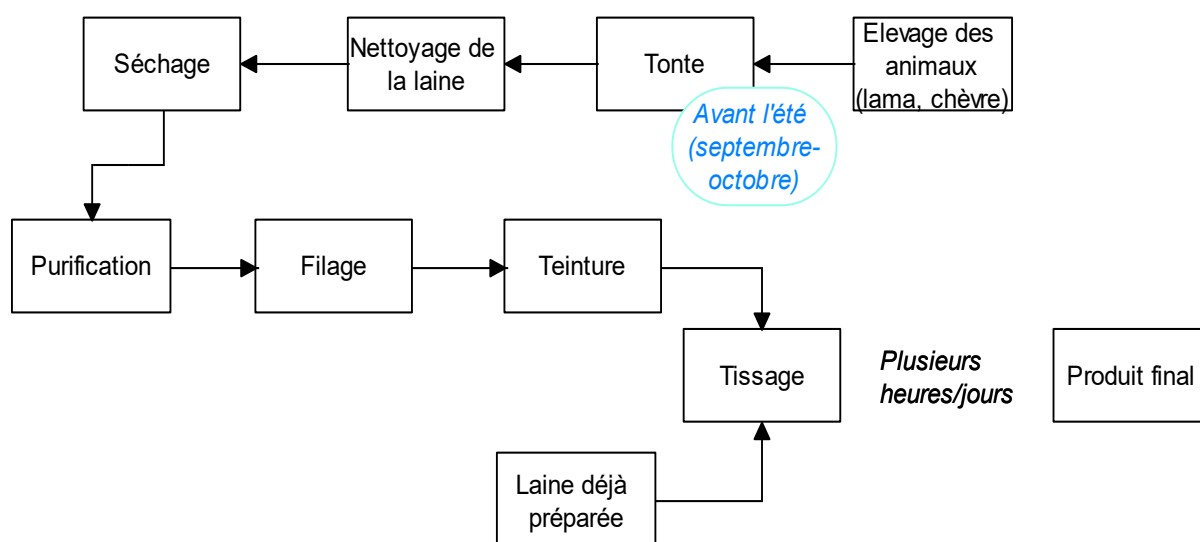 Séchage
Nettoyage de
la laine
Tonte
Elevage des
animaux
(lama, chèvre)
Avant l'été
(septembre-
octobre)
Purification
Filage
Teinture
Tissage
Plusieurs
heures/jours
Produit final
Laine déjà
préparée